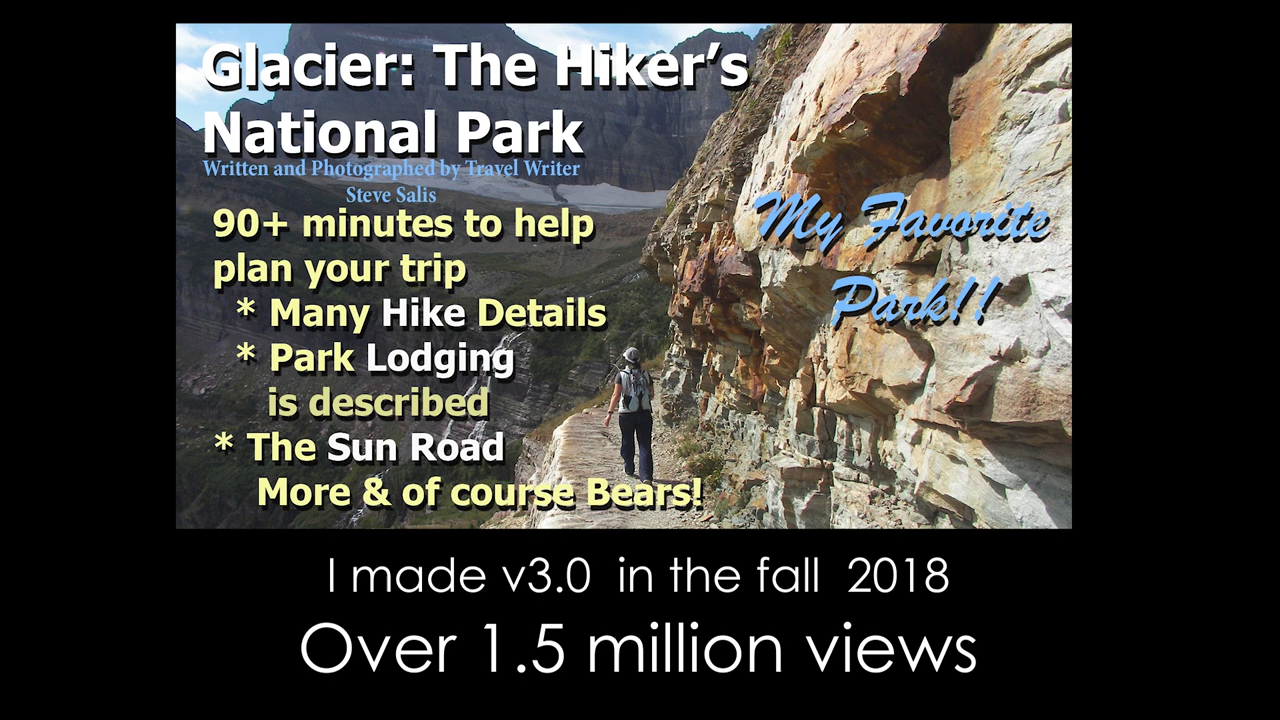 Glacier: The Hiker's
National Park
Written and Photographed by Travel Writer
Steve Salis
90+ minutes to help
plan your trip
* Many Hike Details
* Park Lodging
is described
* The Sun Road
More & of course Bears!
My Favorite
Park!!
I made v3.0 in the fall 2018
Over 1.5 million views